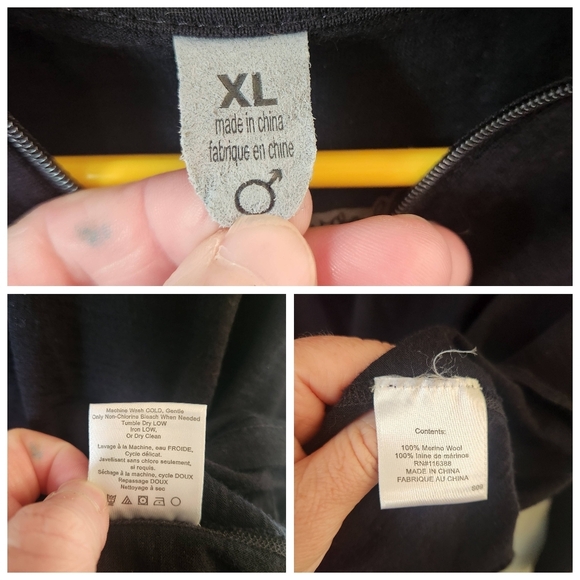 XL
made in china
fabriqué en chine
Machine Wash COLD, Gentle
Only Non-Chlorine Bleach When Needed
Tumble Dry LOW
Iron LOW,
Or Dry Clean
Lavage à la Machine, eau FROIDE,
Cycle délicat.
Javellisant sans chlore seulement,
si requis.
Séchage à la machine, cycle DOUX
Repassage DOUX
Nettoyage à sec
Contents:
100% Merino Wool
100% laine de mérinos
RN#116388
MADE IN CHINA
FABRIQUE AU CHINA